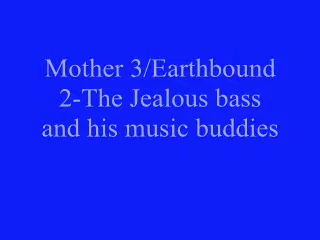 Mother 3/Earthbound
2-The Jealous bass
and his music buddies